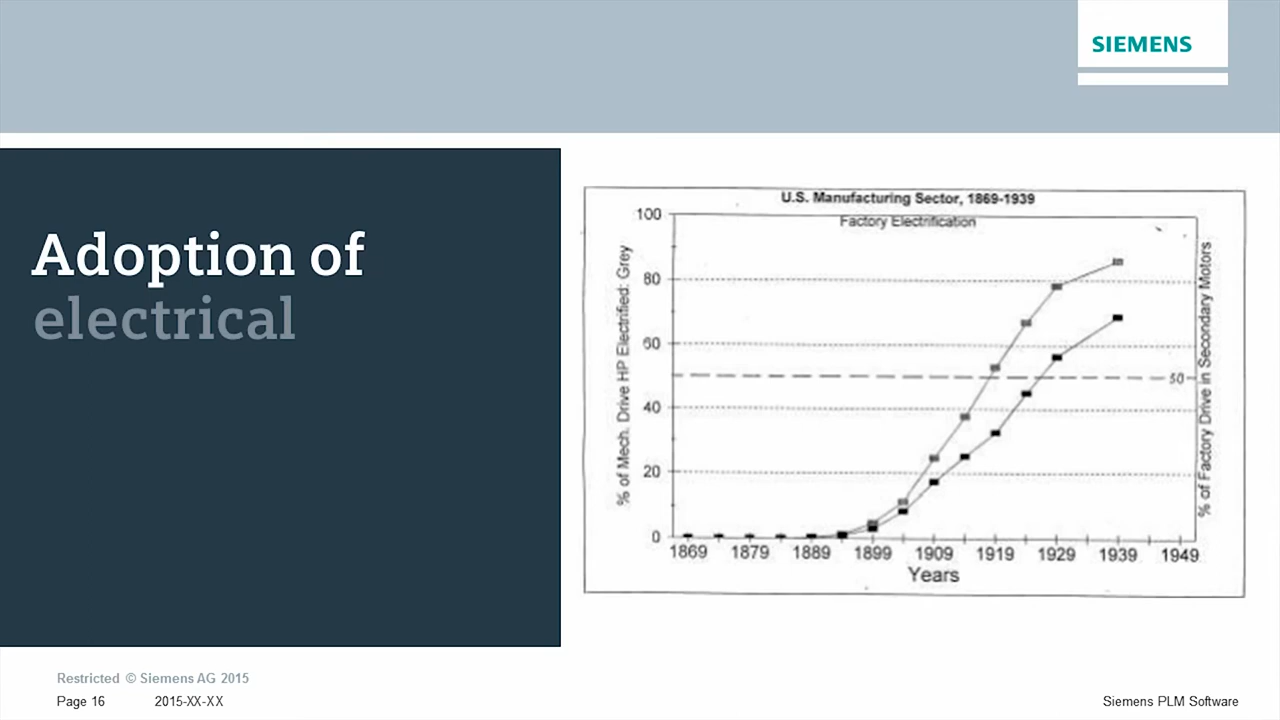 SIEMENS
Adoption of
electrical
U.S. Manufacturing Sector, 1869-1939
Factory Electrification
% of Mech. Drive HP Electrified: Grey
100
80
60
40
20
0
50
% of Factory Drive in Secondary Motors
1869 1879 1889 1899 1909 1919 1929 1939 1949
Years
Restricted © Siemens AG 2015
Page 16 2015-XX-XX Siemens PLM Software